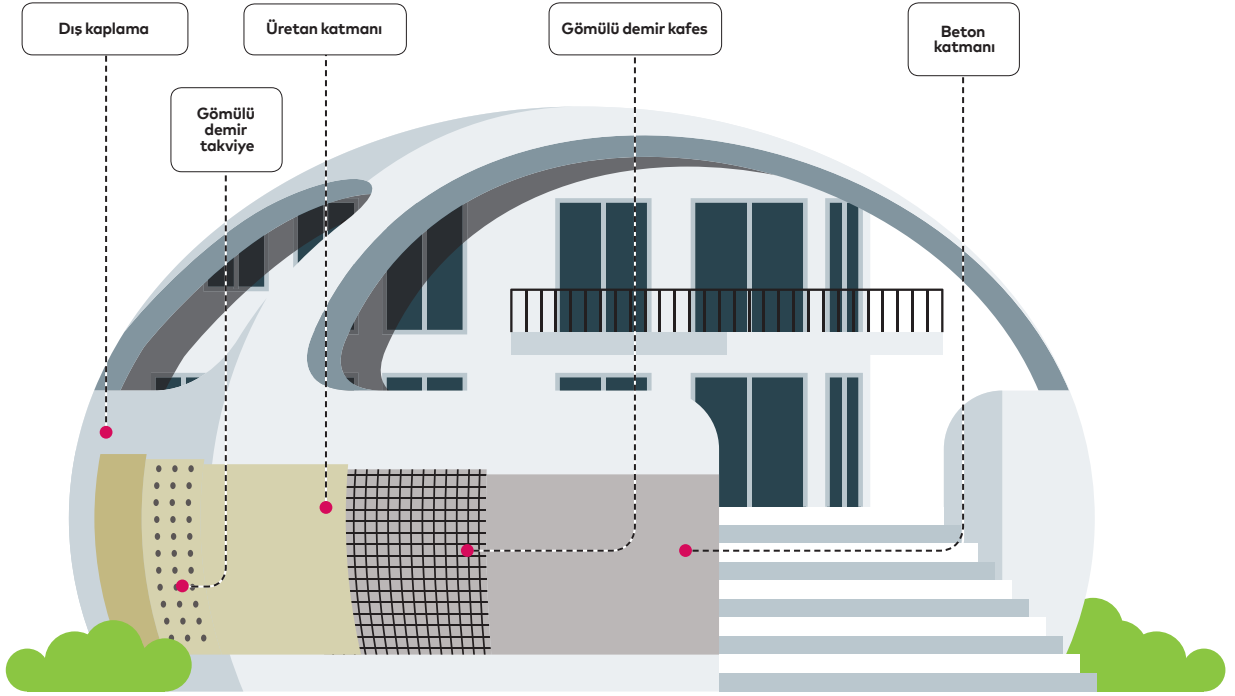 Dış kaplama
Üretan katmanı
Gömülü demir kafes
Beton
katmanı
Gömülü
demir
takviye